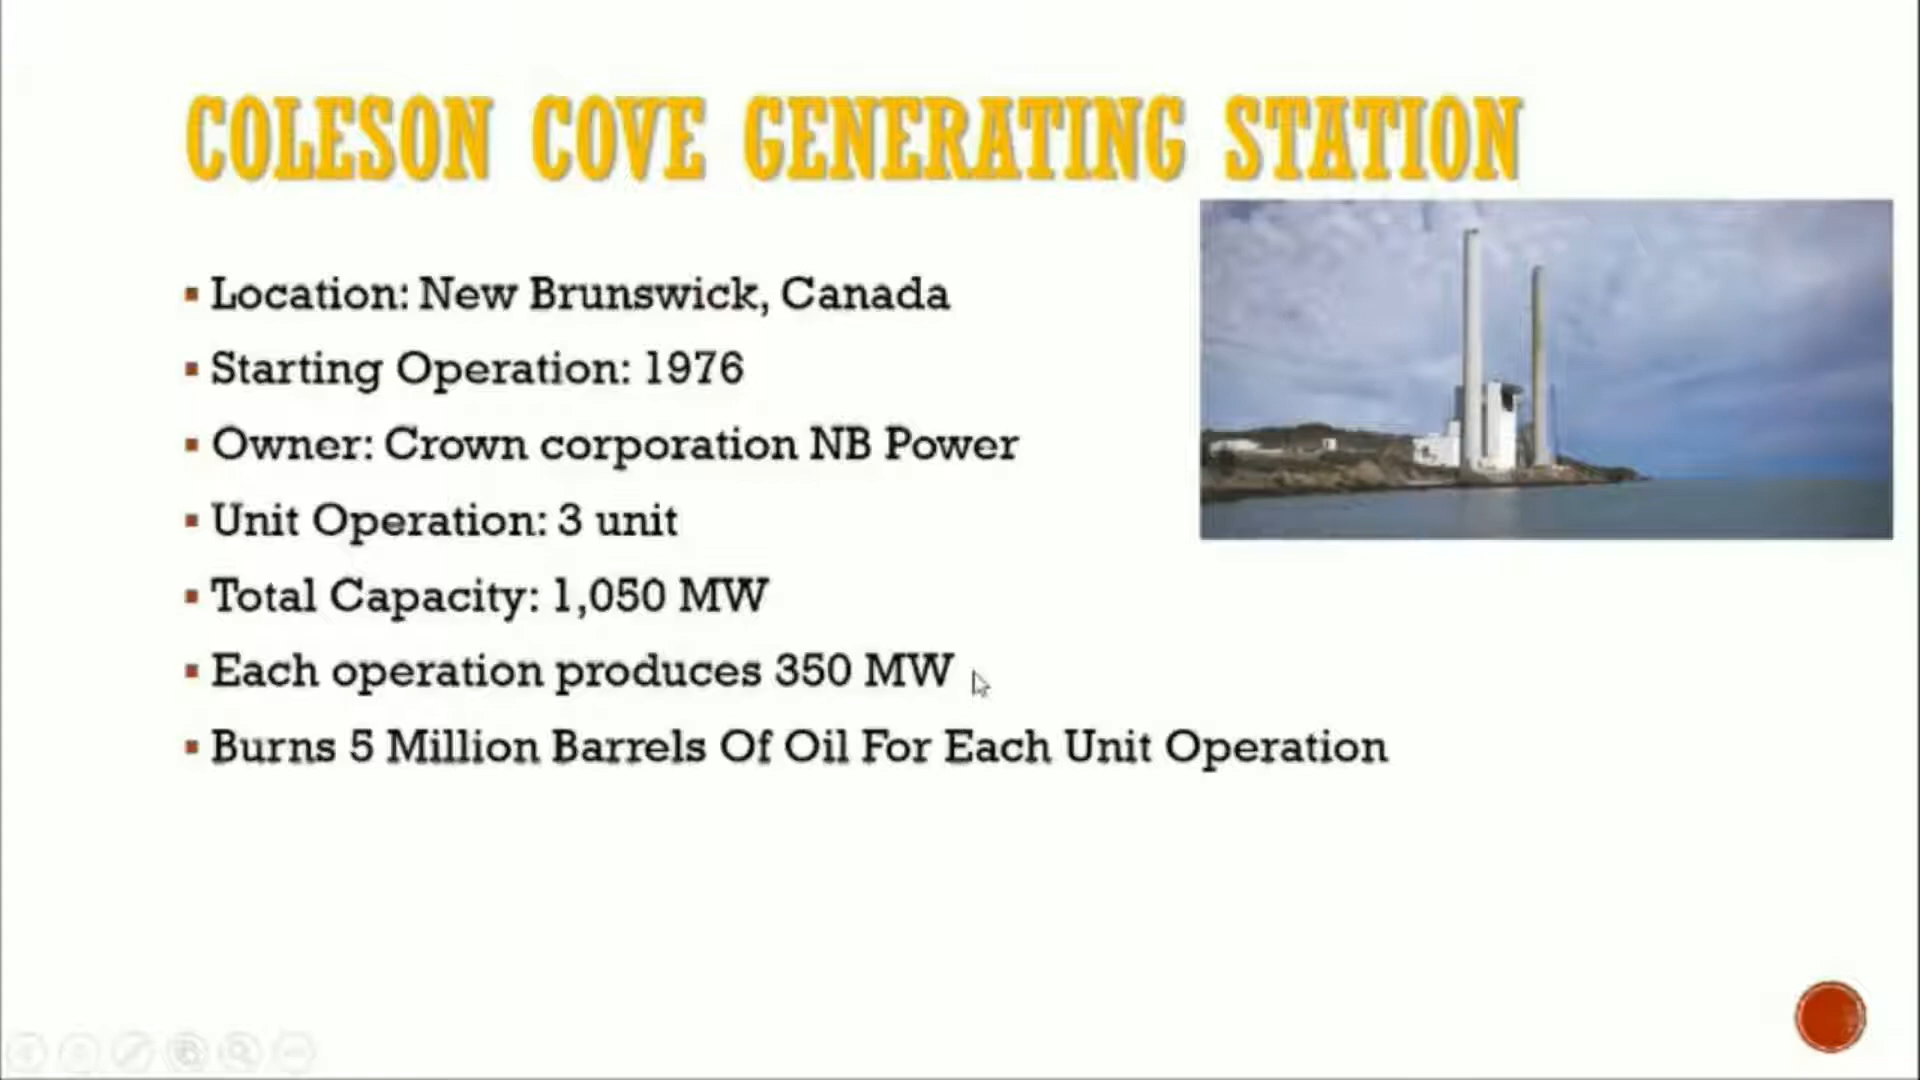 COLESON COVE GENERATING STATION
Location: New Brunswick, Canada
Starting Operation: 1976
Owner: Crown corporation NB Power
Unit Operation: 3 unit
Total Capacity: 1,050 MW
Each operation produces 350 MW
Burns 5 Million Barrels Of Oil For Each Unit Operation